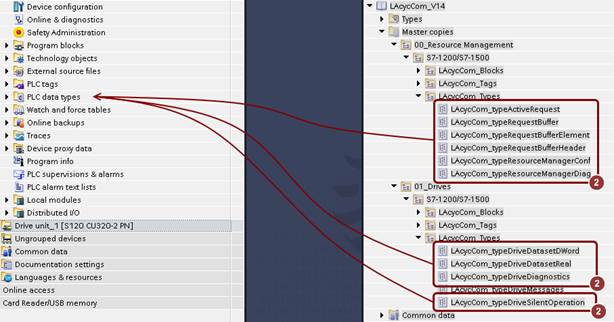 Device configuration
Online & diagnostics
Safety Administration
Program blocks
Technology objects
External source files
PLC tags
PLC data types
Watch and force tables
Online backups
Traces
Device proxy data
Program info
PLC supervisions & alarms
PLC alarm text lists
Local modules
Distributed I/O
Drive unit_1 [S120 CU320-2 PN]
Ungrouped devices
Common data
Documentation settings
Languages & resources
Online access
Card Reader/USB memory
LAcycCom_V14
Types
Master copies
00_Resource Management
S7-1200/S7-1500
LAcycCom_Blocks
LAcycCom_Tags
LAcycCom_Types
LAcycCom_typeActiveRequest
LAcycCom_typeRequestBuffer
LAcycCom_typeRequestBufferElement
LAcycCom_typeRequestBufferHeader
LAcycCom_typeResourceManagerConf
LAcycCom_typeResourceManagerDiag
2
01_Drives
S7-1200/S7-1500
LAcycCom_Blocks
LAcycCom_Tags
LAcycCom_Types
LAcycCom_typeDriveDatasetDWord
LAcycCom_typeDriveDatasetReal
LAcycCom_typeDriveDiagnostics
2
LAcycCom_typeDriveMessages
LAcycCom_typeDriveSilentOperation
2
Common data